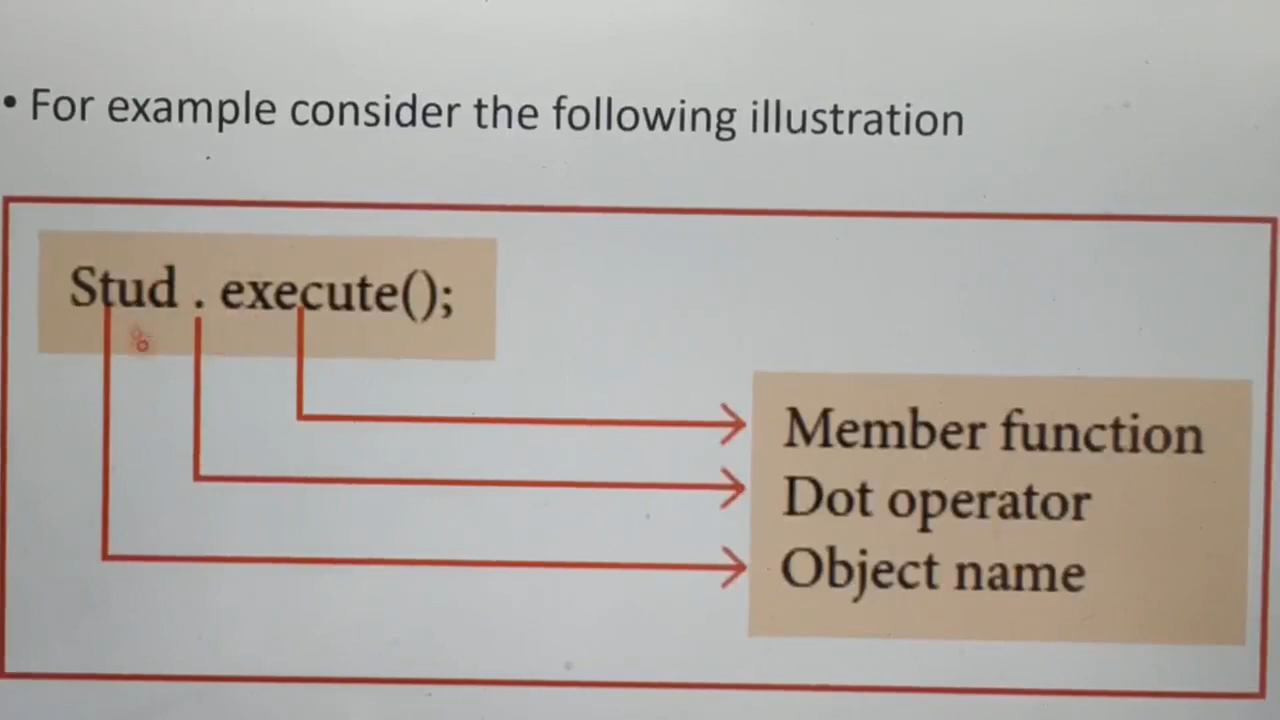 • For example consider the following illustration
Stud . execute();
Member function
Dot operator
Object name